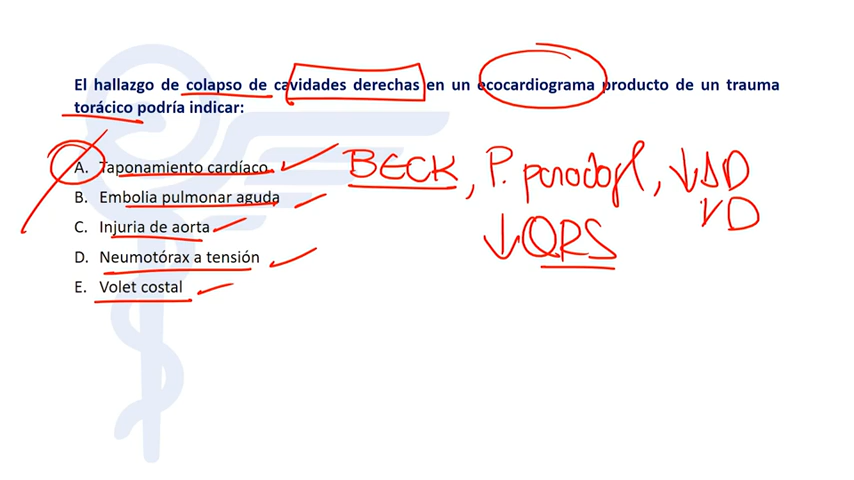 El hallazgo de colapso de cavidades derechas en un ecocardiograma producto de un trauma
torácico podría indicar:
A. Taponamiento cardíaco
B. Embolia pulmonar aguda
C. Injuria de aorta
D. Neumotórax a tensión
E. Volet costal
BECK, P. paradojal, ↓AD
↓VD
↓QRS